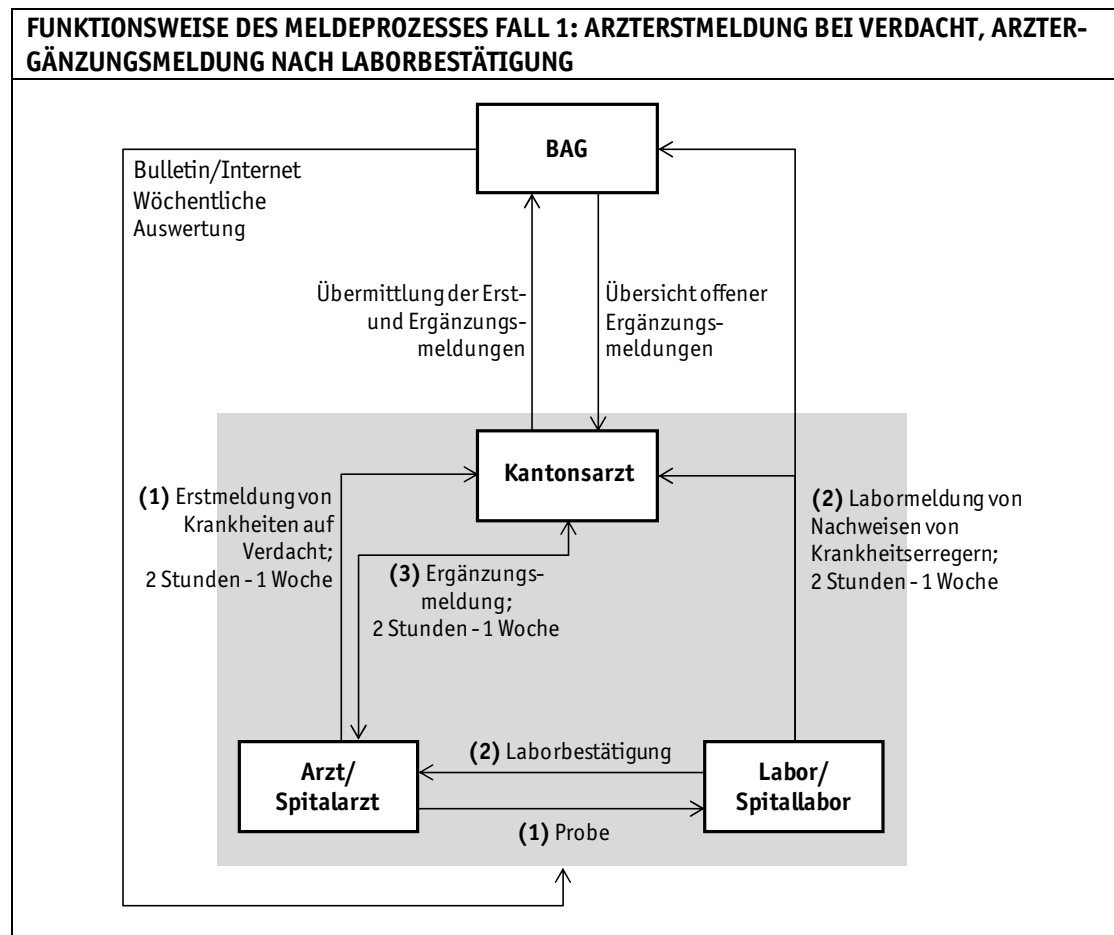 FUNKTIONSWEISE DES MELDEPROZESSES FALL 1: ARZTERSTMELDUNG BEI VERDACHT, ARZTER-
GÄNZUNGSMELDUNG NACH LABORBESTÄTIGUNG
BAG
Bulletin/Internet
Wöchentliche
Auswertung
Übermittlung der Erst-
und Ergänzungs-
meldungen
Übersicht offener
Ergänzungs-
meldungen
Kantonsarzt
(1) Erstmeldung von
Krankheiten auf
Verdacht;
2 Stunden - 1 Woche
(3) Ergänzungs-
meldung;
2 Stunden - 1 Woche
(2) Labormeldung von
Nachweisen von
Krankheitserregern;
2 Stunden - 1 Woche
Arzt/
Spitalarzt
(2) Laborbestätigung
(1) Probe
Labor/
Spitallabor